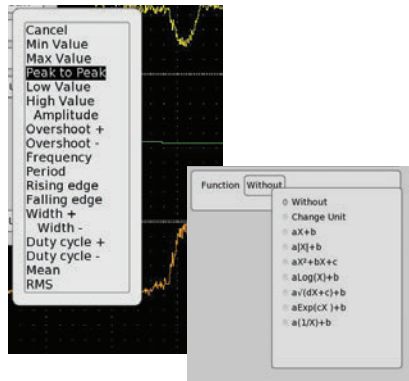 Cancel
Min Value
Max Value
Peak to Peak
Low Value
High Value
Amplitude
Overshoot +
Overshoot -
Frequency
Period
Rising edge
Falling edge
Width +
Width -
Duty cycle +
Duty cycle -
Mean
RMS
Function Without
Without
Change Unit
aX+b
a|X|+b
aX²+bX+c
aLog(X)+b
a√(dX+c)+b
aExp(cX )+b
a(1/X)+b